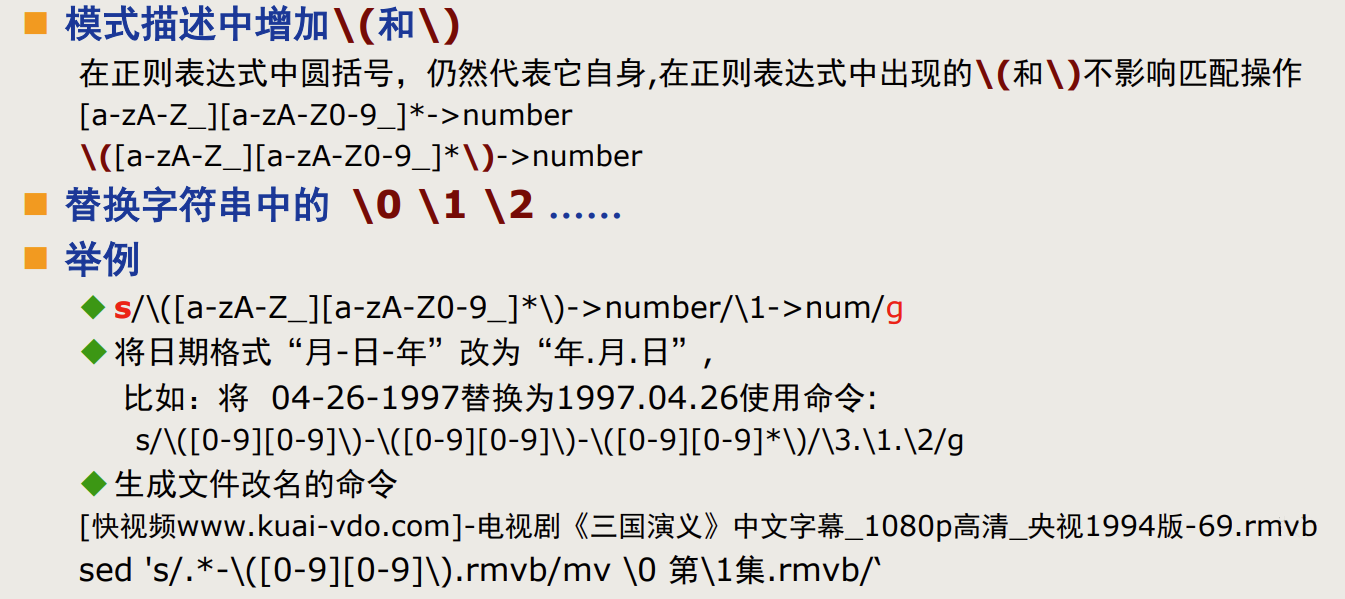 模式描述中增加\(和\)
在正则表达式中圆括号，仍然代表它自身,在正则表达式中出现的\(和\)不影响匹配操作
[a-zA-Z_][a-zA-Z0-9_]*->number
\([a-zA-Z_][a-zA-Z0-9_]*\)->number
替换字符串中的 \0 \1 \2 ……
举例
s/\([a-zA-Z_][a-zA-Z0-9_]*\)->number/\1->num/g
将日期格式“月-日-年”改为“年.月.日”,
比如：将 04-26-1997替换为1997.04.26使用命令:
s/\([0-9][0-9]\)-\([0-9][0-9]\)-\([0-9][0-9]*\)/\3.\1.\2/g
生成文件改名的命令
[快视频www.kuai-vdo.com]-电视剧《三国演义》中文字幕_1080p高清_央视1994版-69.rmvb
sed 's/.*-\([0-9][0-9]\).rmvb/mv \0 第\1集.rmvb/‘